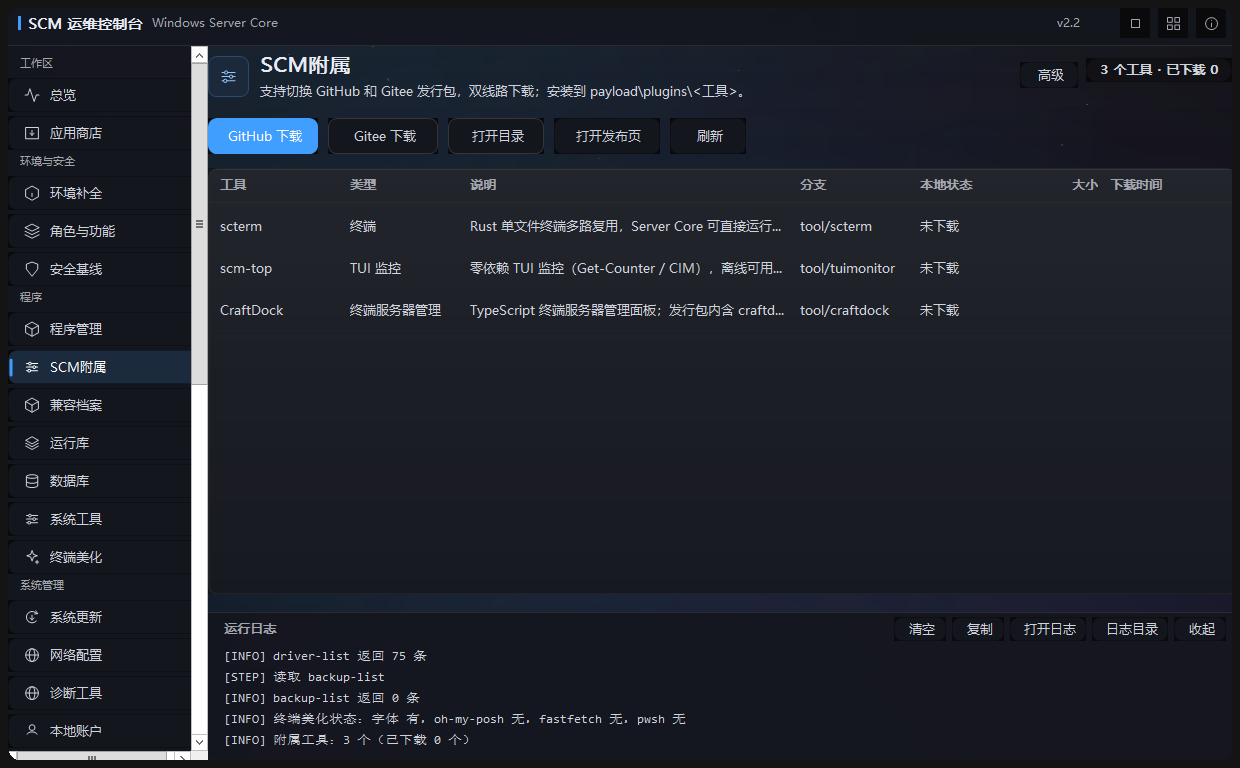 SCM 运维控制台 Windows Server Core v2.2
工作区
总览
应用商店
环境与安全
环境补全
角色与功能
安全基线
程序
程序管理
SCM附属
兼容档案
运行库
数据库
系统工具
终端美化
系统管理
系统更新
网络配置
诊断工具
本地账户
SCM附属
支持切换 GitHub 和 Gitee 发行包，双线路下载；安装到 payload\plugins\<工具>。
高级 3 个工具 · 已下载 0
GitHub 下载 Gitee 下载 打开目录 打开发布页 刷新
工具 类型 说明 分支 本地状态 大小 下载时间
scterm 终端 Rust 单文件终端多路复用，Server Core 可直接运行... tool/scterm 未下载
scm-top TUI 监控 零依赖 TUI 监控（Get-Counter / CIM），离线可用... tool/tuimonitor 未下载
CraftDock 终端服务器管理 TypeScript 终端服务器管理面板；发行包内含 craftd... tool/craftdock 未下载
运行日志 清空 复制 打开日志 日志目录 收起
[INFO] driver-list 返回 75 条
[STEP] 读取 backup-list
[INFO] backup-list 返回 0 条
[INFO] 终端美化状态：字体 有，oh-my-posh 无，fastfetch 无，pwsh 无
[INFO] 附属工具：3 个（已下载 0 个）